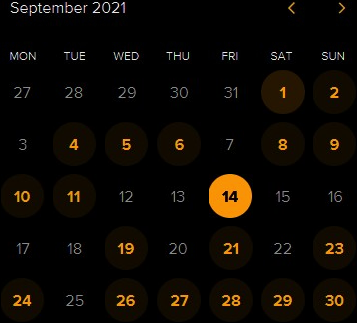 September 2021
MON TUE WED THU FRI SAT SUN
27 28 29 30 31 1 2
3 4 5 6 7 8 9
10 11 12 13 14 15 16
17 18 19 20 21 22 23
24 25 26 27 28 29 30